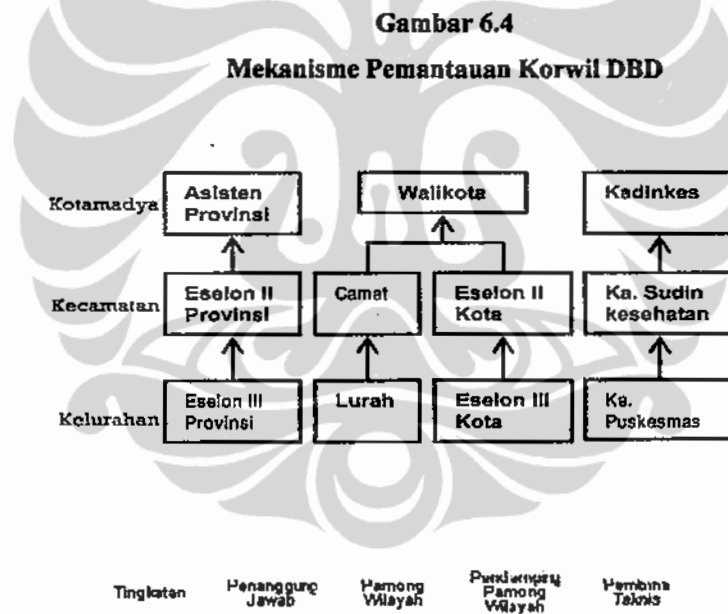 Gambar 6.4
Mekanisme Pemantauan Korwil DBD
Kotamadya
Asisten
Provinsi
Walikota
Kadinkes
Kecamatan
Eselon II
Provinsi
Camat
Eselon II
Kota
Ka. Sudin
kesehatan
Kelurahan
Eselon III
Provinsi
Lurah
Eselon III
Kota
Ka.
Puskesmas
Tingkatan
Penanggung
Jawab
Pamong
Wilayah
Pendamping
Pamong
Wilayah
Pembina
Teknis